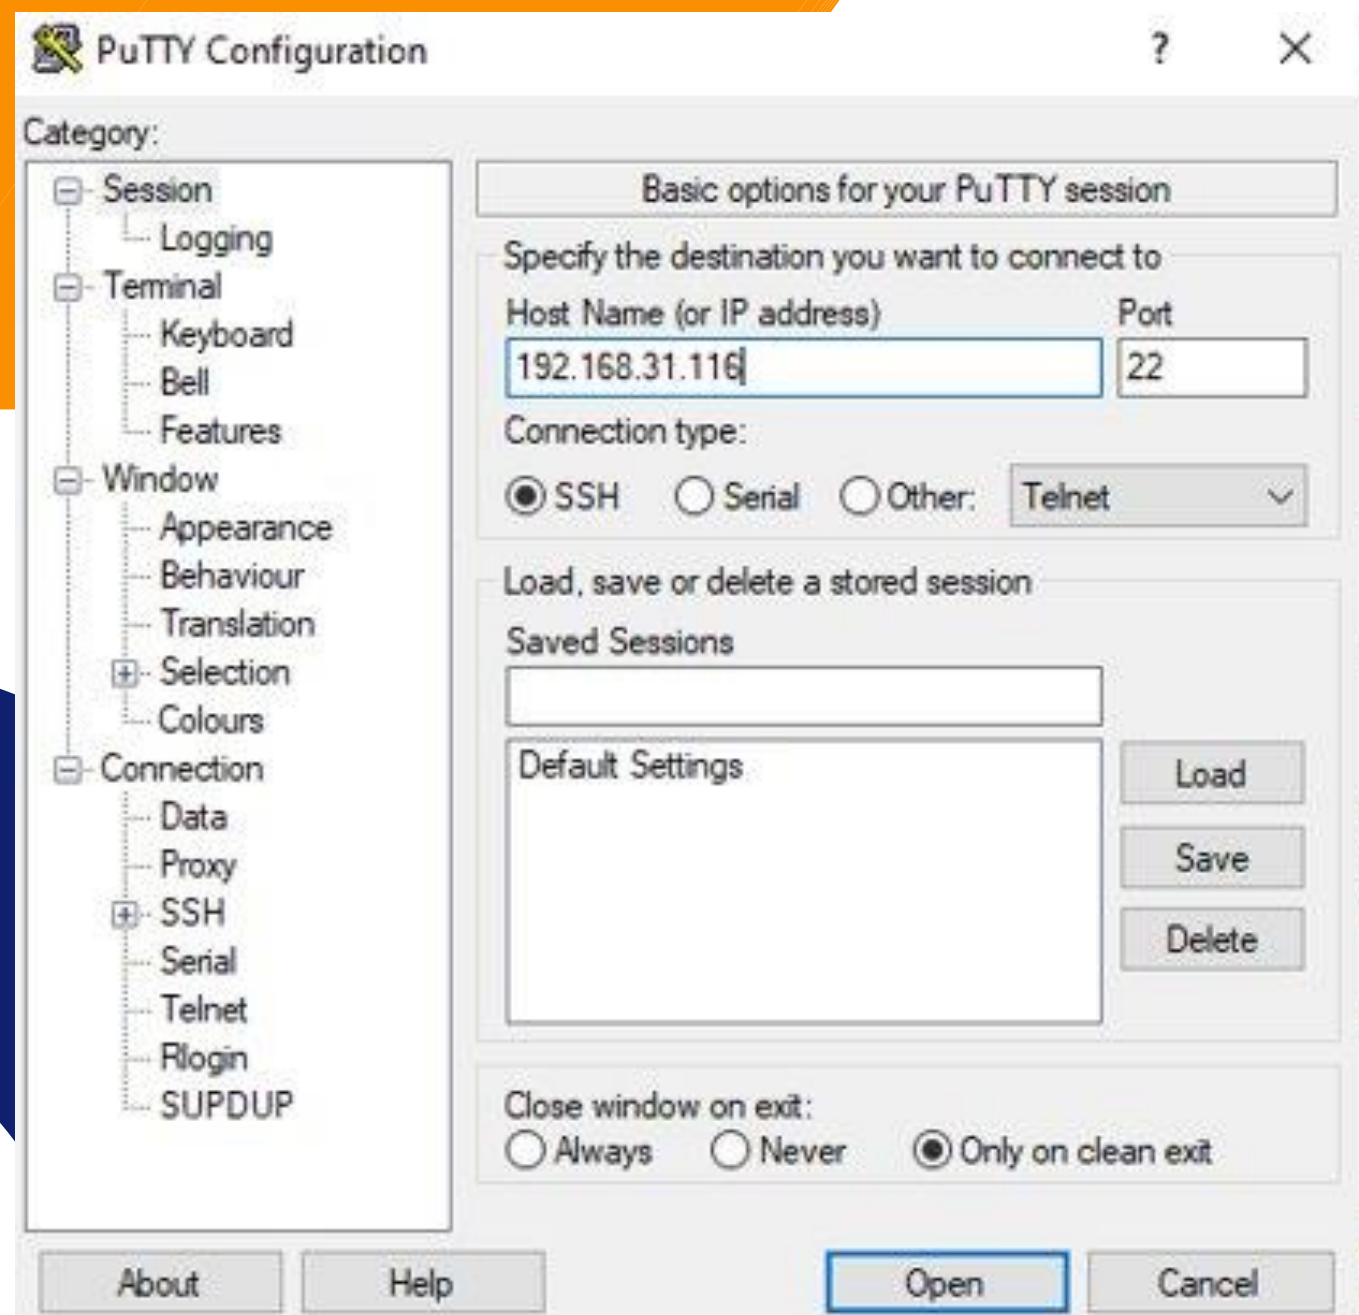 PuTTY Configuration
? ×
Category:
Session
Logging
Terminal
Keyboard
Bell
Features
Window
Appearance
Behaviour
Translation
Selection
Colours
Connection
Data
Proxy
SSH
Serial
Telnet
Rlogin
SUPDUP
Basic options for your PuTTY session
Specify the destination you want to connect to
Host Name (or IP address) Port
192.168.31.116 22
Connection type:
SSH Serial Other: Telnet
Load, save or delete a stored session
Saved Sessions
Default Settings
Load
Save
Delete
Close window on exit:
Always Never Only on clean exit
About Help Open Cancel